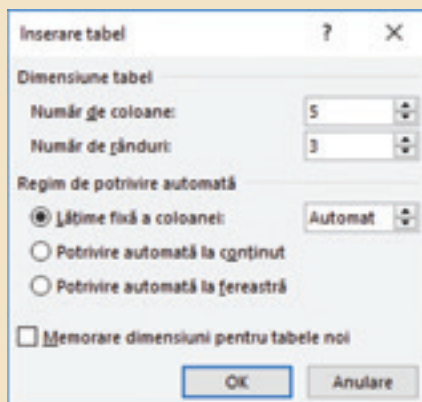 Inserare tabel ? ×
Dimensiune tabel
Număr de coloane: 5
Număr de rânduri: 3
Regim de potrivire automată
Lățime fixă a coloanei: Automat
Potrivire automată la conținut
Potrivire automată la fereastră
Memorare dimensiuni pentru tabele noi
OK Anulare